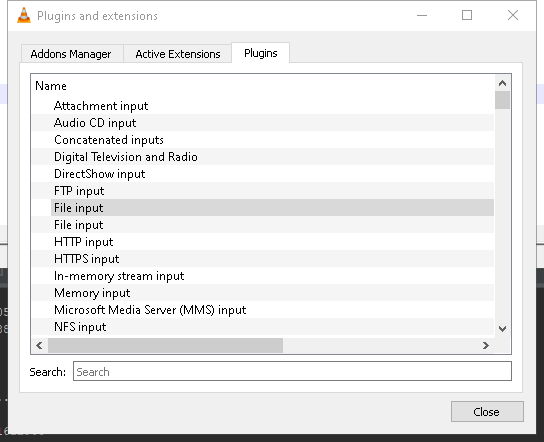 Plugins and extensions
Addons Manager Active Extensions Plugins
Name
Attachment input
Audio CD input
Concatenated inputs
Digital Television and Radio
DirectShow input
FTP input
File input
File input
HTTP input
HTTPS input
In-memory stream input
Memory input
Microsoft Media Server (MMS) input
NFS input
Search: Search
Close